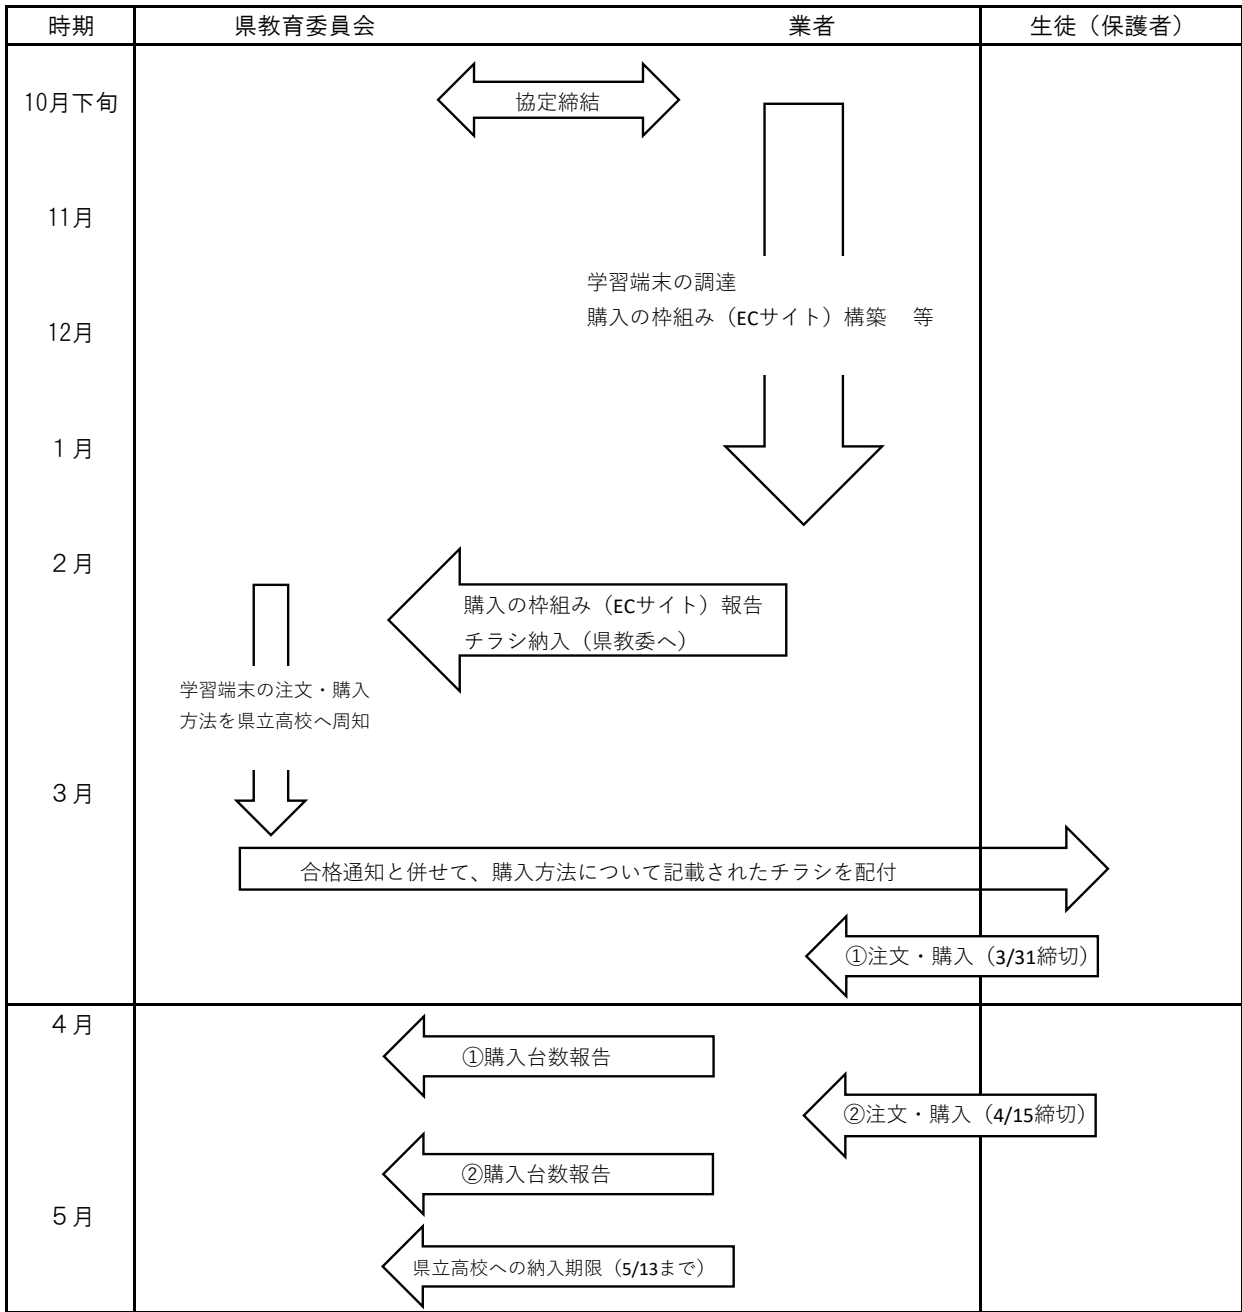 時期
県教育委員会
業者
生徒（保護者）
10月下旬
協定締結
11月
学習端末の調達
購入の枠組み（ECサイト）構築　等
12月
１月
２月
購入の枠組み（ECサイト）報告
チラシ納入（県教委へ）
学習端末の注文・購入
方法を県立高校へ周知
３月
合格通知と併せて、購入方法について記載されたチラシを配付
①注文・購入（3/31締切）
４月
①購入台数報告
②注文・購入（4/15締切）
②購入台数報告
５月
県立高校への納入期限（5/13まで）